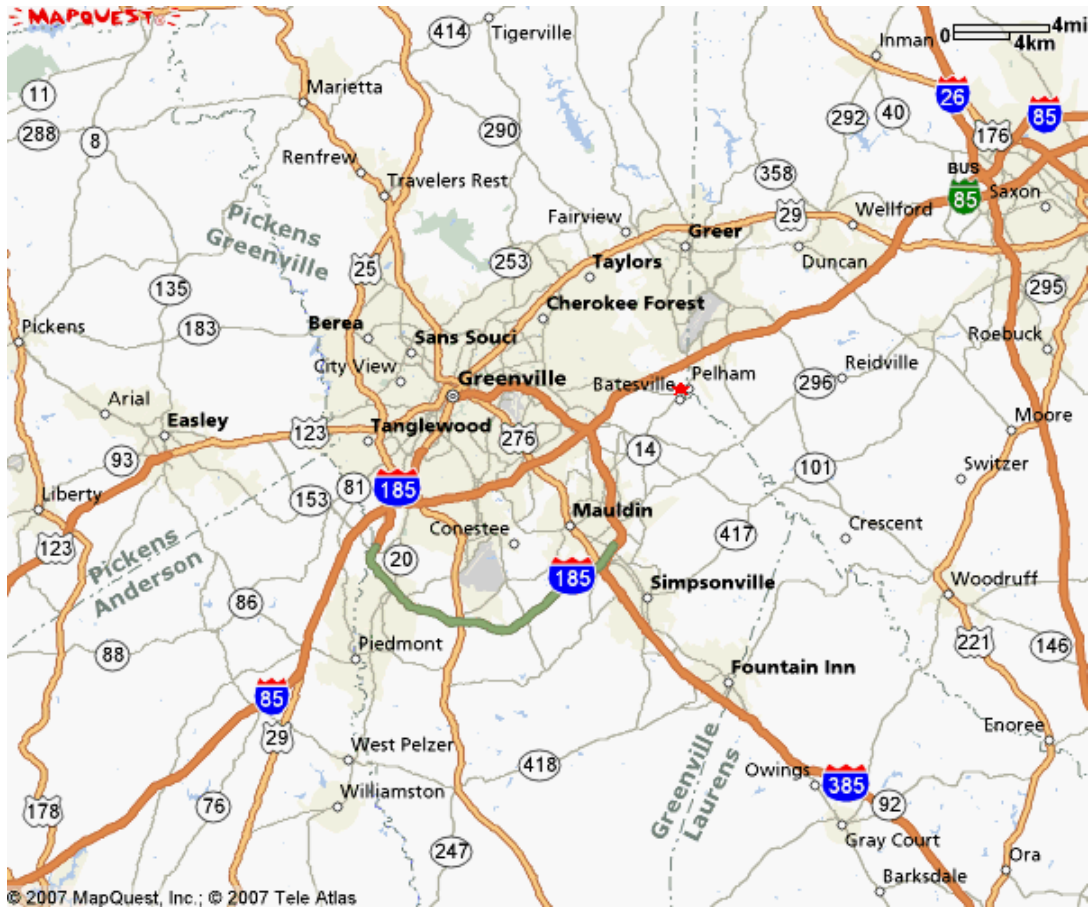 MAPQUEST
414
Tigerville
0
4mi
4km
Inman
11
Marietta
26
85
288
8
290
292
40
176
Renfrew
358
BUS
85
Saxon
Travelers Rest
Fairview
29
Wellford
Pickens
Greenville
Greer
25
253
Taylors
Duncan
135
295
Cherokee Forest
Pickens
183
Berea
Sans Souci
Roebuck
City View
Reidville
Greenville
Batesville
Pelham
296
Arial
Easley
123
Tanglewood
276
Moore
93
14
101
Switzer
Liberty
153
81
185
Mauldin
Conestee
417
Crescent
123
20
Pickens
Anderson
185
Simpsonville
Woodruff
86
88
Piedmont
221
146
85
Fountain Inn
29
West Pelzer
Enoree
418
Greenville
Laurens
Owings
385
76
Williamston
92
178
Gray Court
247
Ora
Barksdale
© 2007 MapQuest, Inc.; © 2007 Tele Atlas